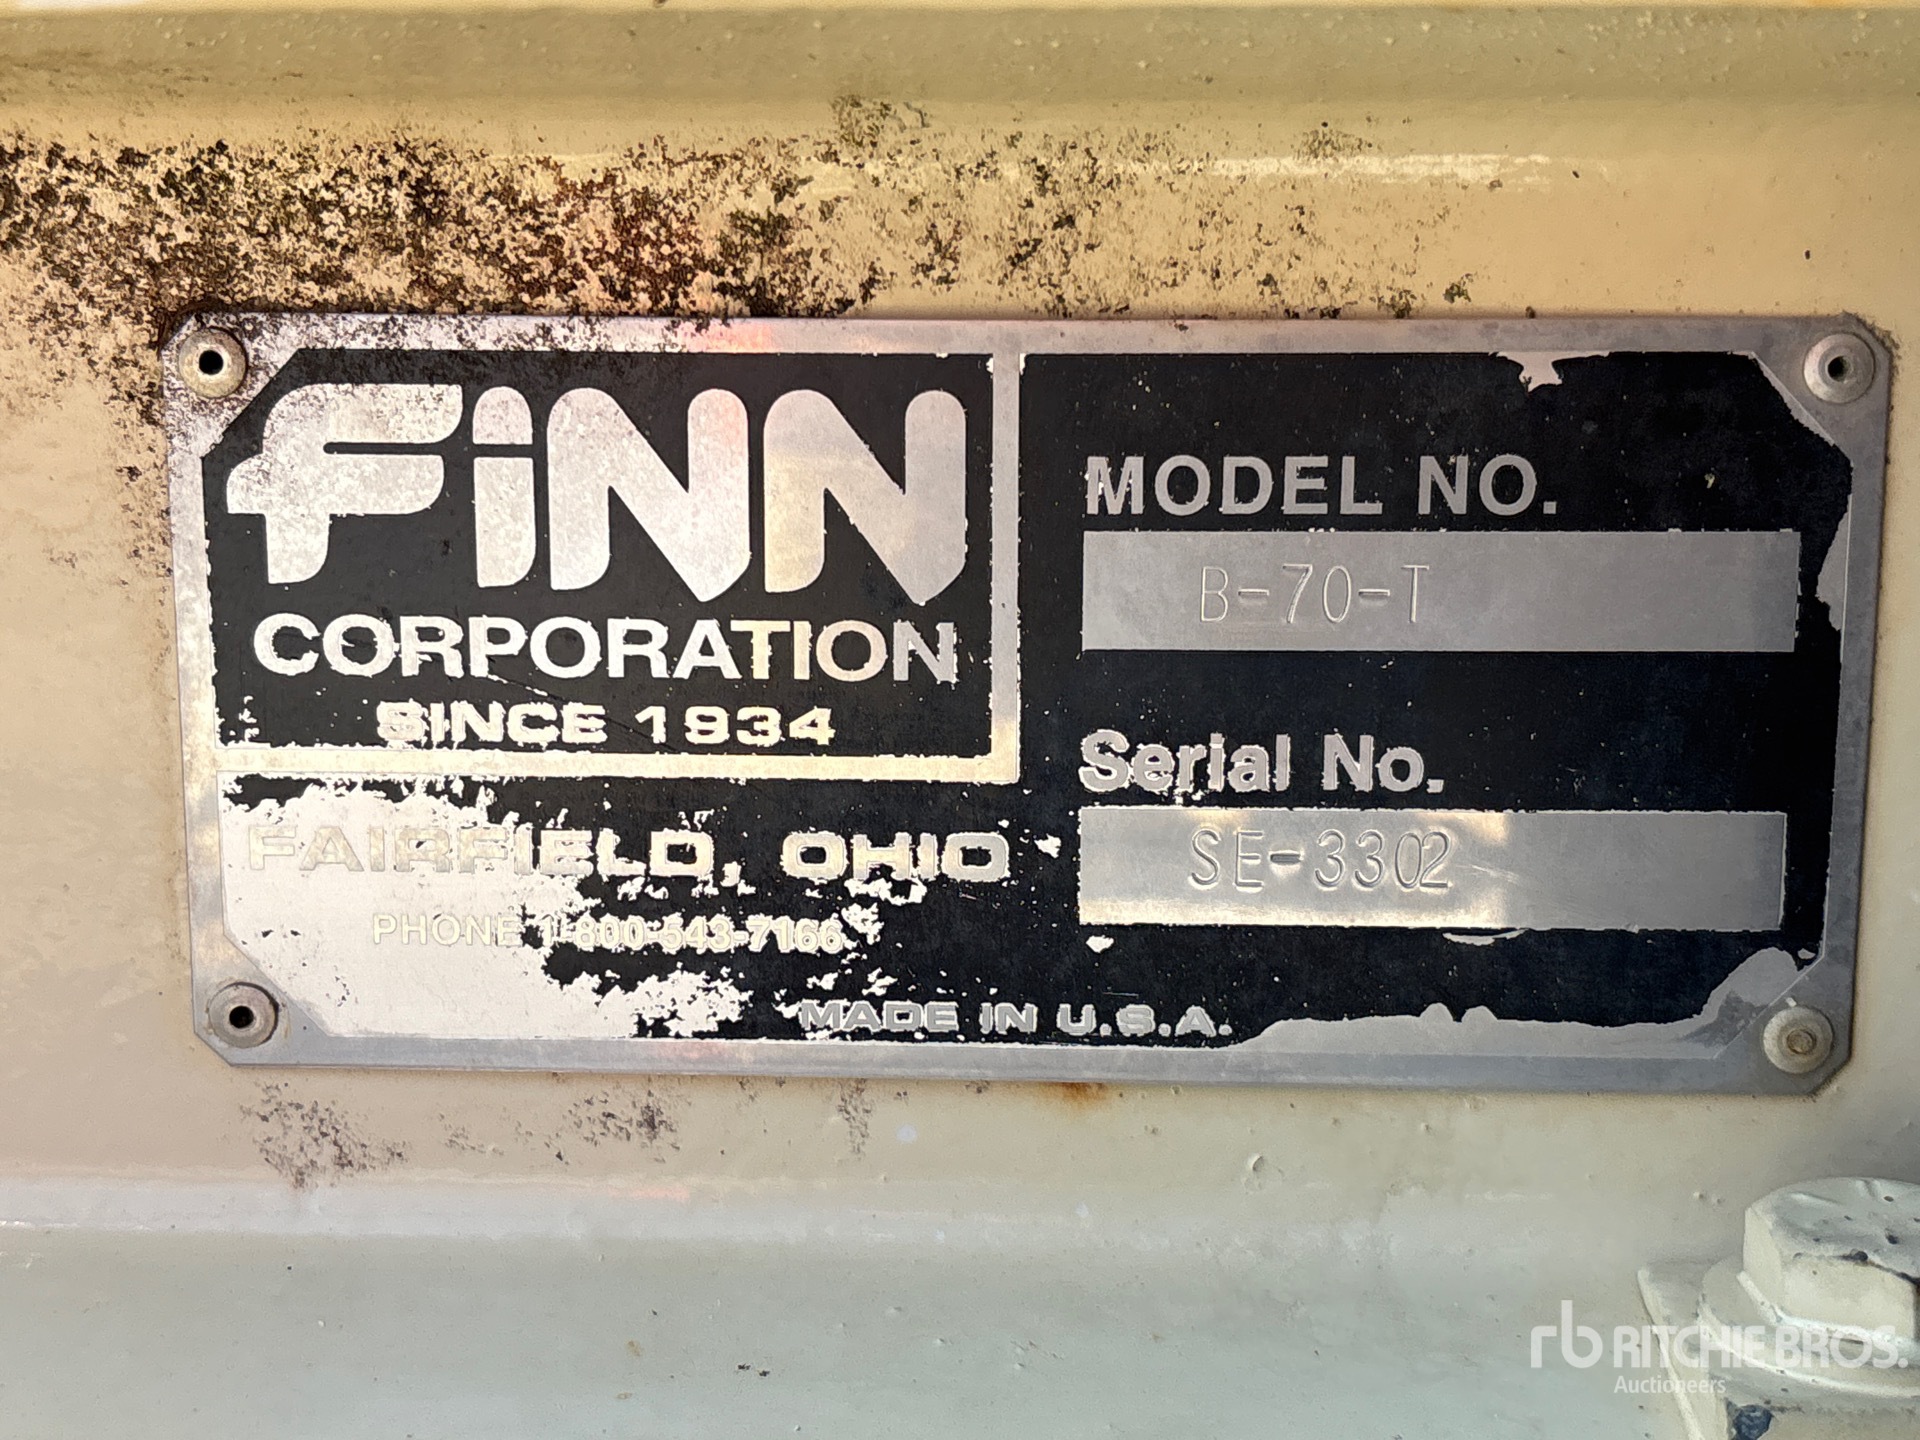 FiNN
CORPORATION
SINCE 1934
FAIRFIELD, OHIO
PHONE 1-800-543-7166
MADE IN U.S.A.
MODEL NO.
B-70-T
Serial No.
SE-3302
rb RITCHIE BROS.
Auctioneers